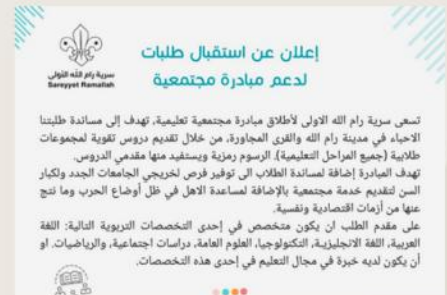 إعلان عن استقبال طلبات
لدعم مبادرة مجتمعية
سرية رام الله الأولى
Sareyyet Ramallah
تسعى سرية رام الله الاولى لأطلاق مبادرة مجتمعية تعليمية، تهدف إلى مساندة طلبتنا
الاحباء في مدينة رام الله والقرى المجاورة، من خلال تقديم دروس تقوية لمجموعات
طلابية (جميع المراحل التعليمية). الرسوم رمزية ويستفيد منها مقدمي الدروس.
تهدف المبادرة إضافة لمساندة الطلاب الى توفير فرص لخريجي الجامعات الجدد ولكبار
السن لتقديم خدمة مجتمعية بالإضافة لمساعدة الاهل في ظل أوضاع الحرب وما نتج
عنها من أزمات اقتصادية ونفسية.
على مقدم الطلب ان يكون متخصص في إحدى التخصصات التربوية التالية: اللغة
العربية، اللغة الانجليزية، التكنولوجيا، العلوم العامة، دراسات اجتماعية، والرياضيات. او
أن يكون لديه خبرة في مجال التعليم في إحدى هذه التخصصات.